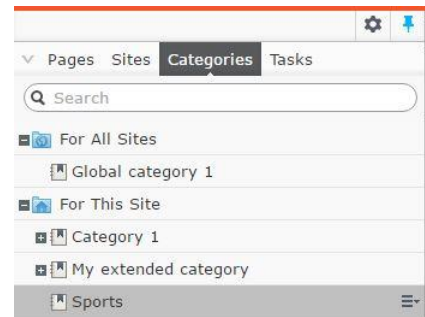 Pages Sites Categories Tasks
Search
For All Sites
Global category 1
For This Site
Category 1
My extended category
Sports